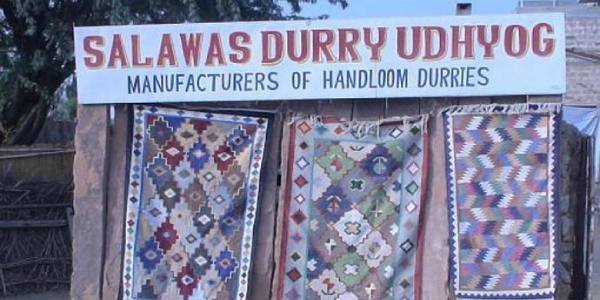 SALAWAS DURRY UDHYOG
MANUFACTURERS OF HANDLOOM DURRIES